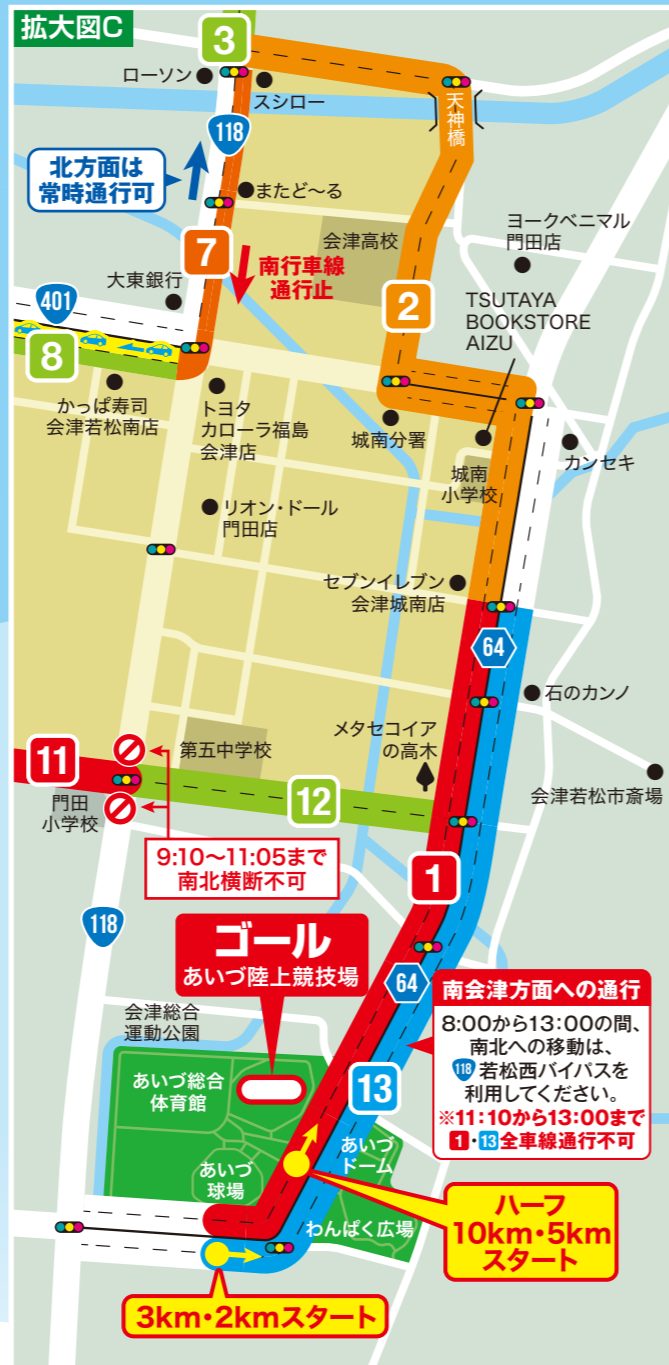 拡大図C
3
ローソン
スシロー
天神橋
118
北方面は
常時通行可
またど〜る
会津高校
ヨークベニマル
門田店
7
南行車線
通行止
大東銀行
2
TSUTAYA
BOOKSTORE
AIZU
401
8
かっぱ寿司
会津若松南店
トヨタ
カローラ福島
会津店
城南分署
城南
小学校
カンセキ
リオン・ドール
門田店
セブンイレブン
会津城南店
64
石のカンノ
メタセコイア
の高木
会津若松市斎場
11
第五中学校
12
門田
小学校
9:10〜11:05まで
南北横断不可
1
118
ゴール
あいづ陸上競技場
64
南会津方面への通行
8:00から13:00の間、
南北への移動は、
118 若松西バイパスを
利用してください。
※11:10から13:00まで
1・13全車線通行不可
会津総合
運動公園
あいづ総合
体育館
13
あいづ
ドーム
あいづ
球場
わんぱく広場
ハーフ
10km・5km
スタート
3km・2kmスタート